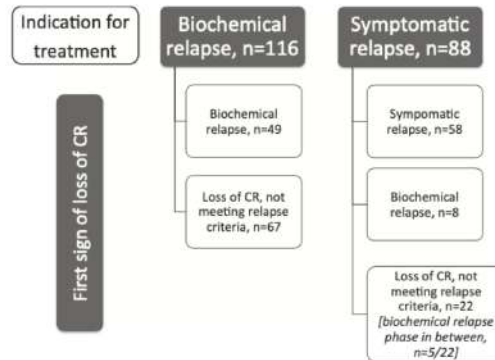 Indication for
treatment
Biochemical
relapse, n=116
Symptomatic
relapse, n=88
First sign of loss of CR
Biochemical
relapse, n=49
Loss of CR, not
meeting relapse
criteria, n=67
Sympomatic
relapse, n=58
Biochemical
relapse, n=8
Loss of CR, not
meeting relapse
criteria, n=22
[biochemical relapse
phase in between,
n=5/22]